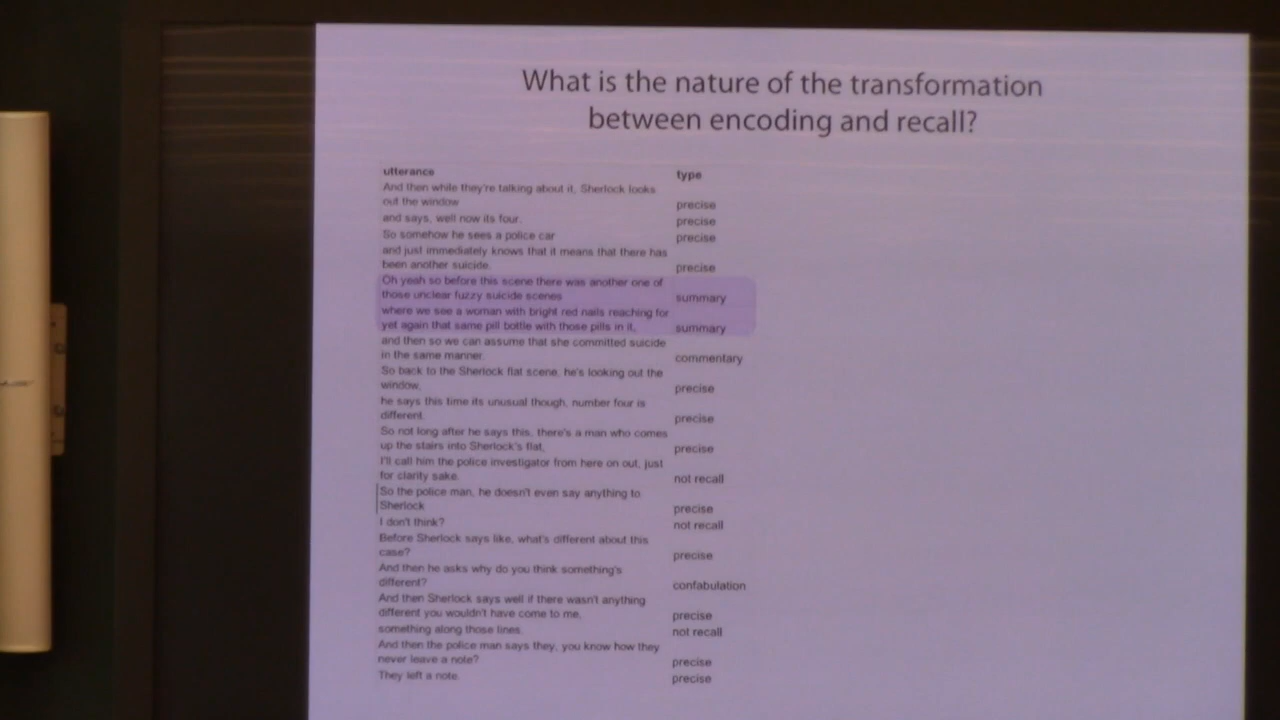 What is the nature of the transformation
between encoding and recall?
utterance type
And then while they're talking about it, Sherlock looks
out the window precise
and says, well now its four. precise
So somehow he sees a police car precise
and just immediately knows that it means that there has
been another suicide. precise
Oh yeah so before this scene there was another one of
those unclear fuzzy suicide scenes summary
where we see a woman with bright red nails reaching for
yet again that same pill bottle with those pills in it, summary
and then so we can assume that she committed suicide
in the same manner. commentary
So back to the Sherlock flat scene, he's looking out the
window, precise
he says this time its unusual though, number four is
different. precise
So not long after he says this, there's a man who comes
up the stairs into Sherlock's flat, precise
I'll call him the police investigator from here on out, just
for clarity sake. not recall
So the police man, he doesn't even say anything to
Sherlock precise
I don't think? not recall
Before Sherlock says like, what's different about this
case? precise
And then he asks why do you think something's
different? confabulation
And then Sherlock says well if there wasn't anything
different you wouldn't have come to me, precise
something along those lines. not recall
And then the police man says they, you know how they
never leave a note? precise
They left a note. precise